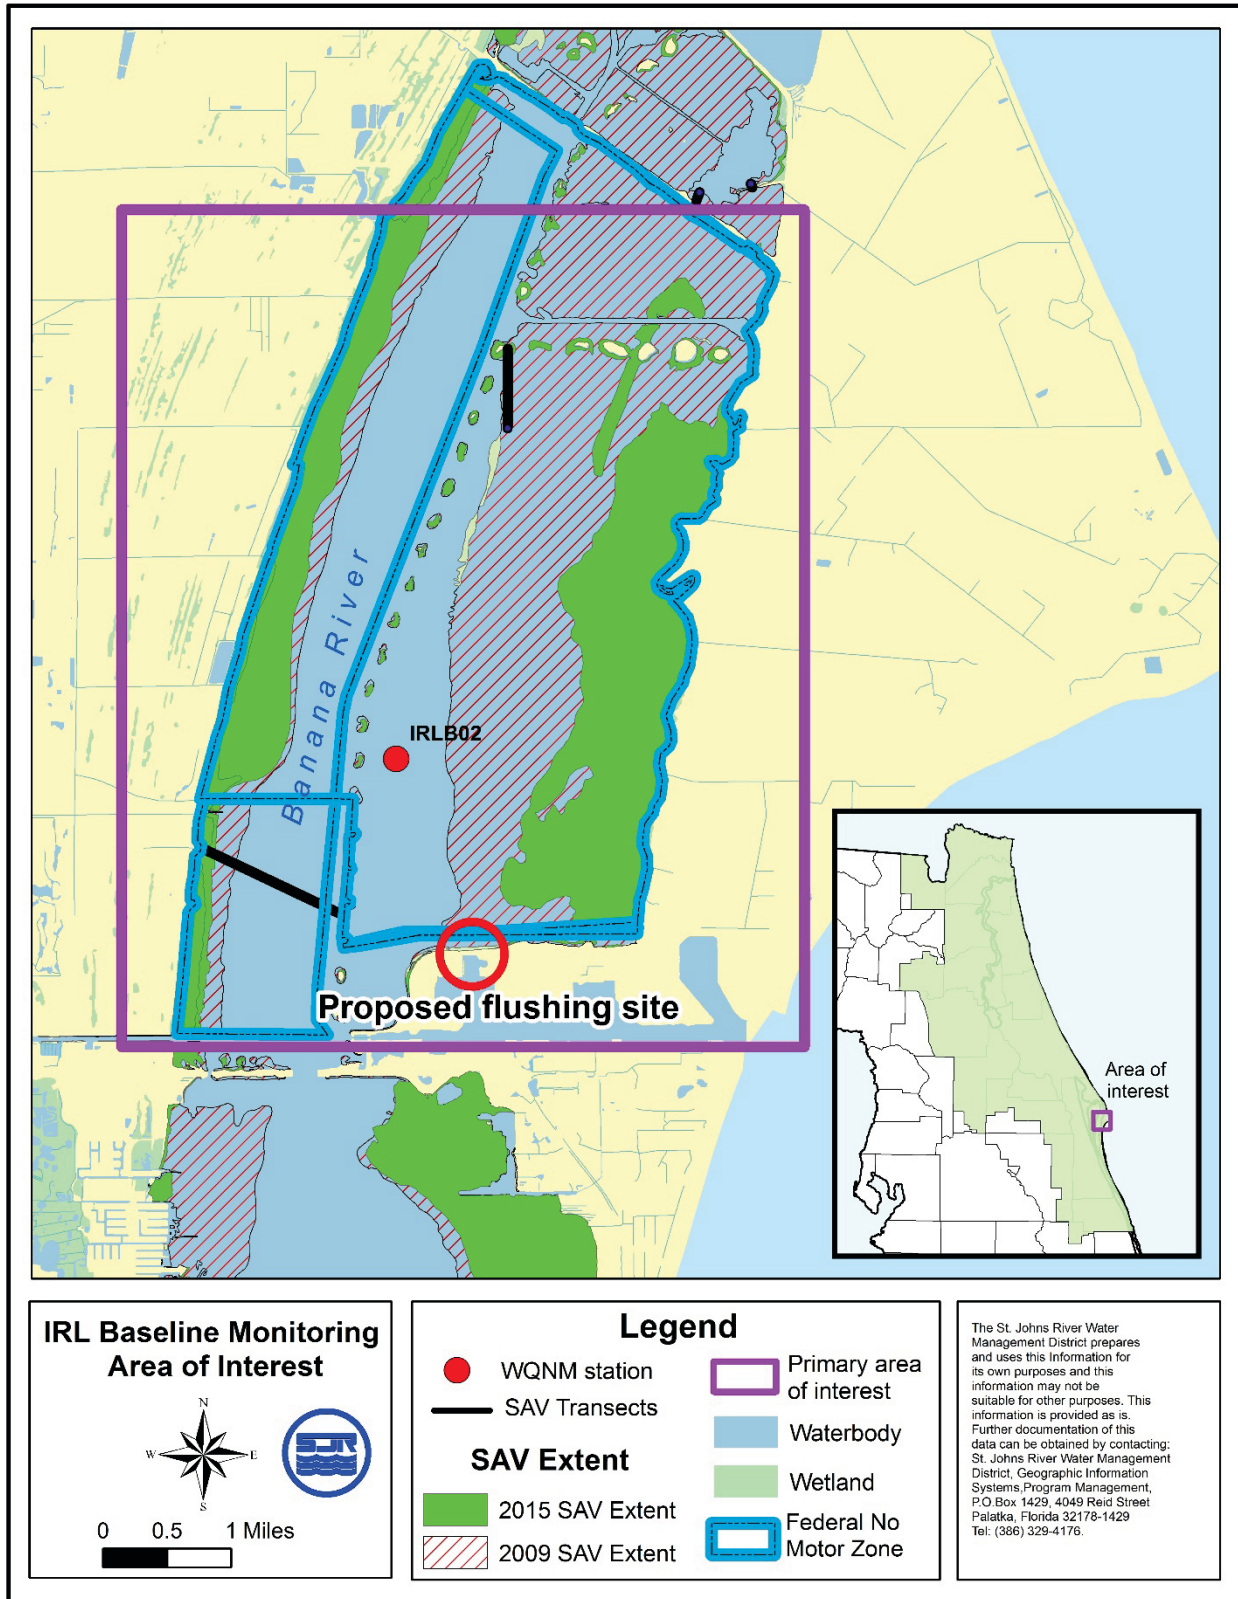 Banana River
IRLB02
Proposed flushing site
Area of
interest
IRL Baseline Monitoring
Area of Interest
N
W
E
S
SJR
0 0.5 1 Miles
Legend
WQNM station
SAV Transects
SAV Extent
2015 SAV Extent
2009 SAV Extent
Primary area
of interest
Waterbody
Wetland
Federal No
Motor Zone
The St. Johns River Water
Management District prepares
and uses this Information for
its own purposes and this
information may not be
suitable for other purposes. This
information is provided as is.
Further documentation of this
data can be obtained by contacting:
St. Johns River Water Management
District, Geographic Information
Systems,Program Management,
P.O.Box 1429, 4049 Reid Street
Palatka, Florida 32178-1429
Tel: (386) 329-4176.